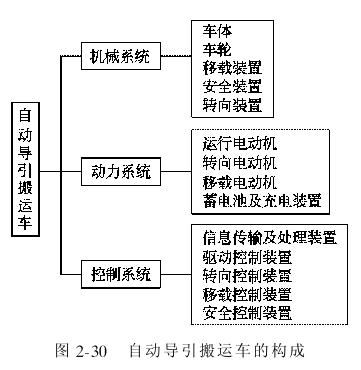 自动导引搬运车
机械系统
车体
车轮
移载装置
安全装置
转向装置
动力系统
运行电动机
转向电动机
移载电动机
蓄电池及充电装置
控制系统
信息传输及处理装置
驱动控制装置
转向控制装置
移载控制装置
安全控制装置
图 2-30 自动导引搬运车的构成